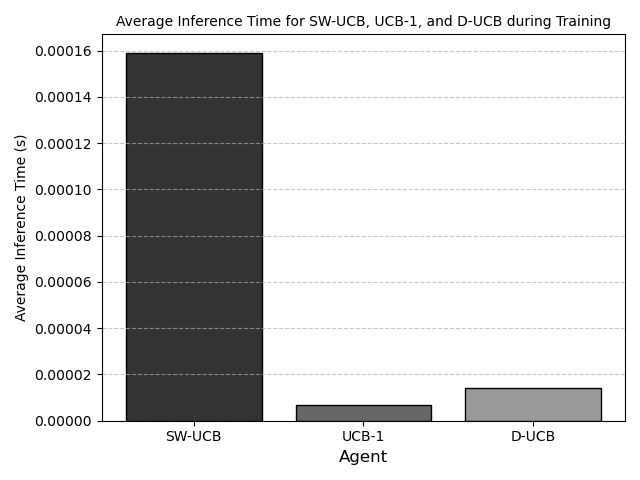 Average Inference Time for SW-UCB, UCB-1, and D-UCB during Training
Average Inference Time (s)
0.00016
0.00014
0.00012
0.00010
0.00008
0.00006
0.00004
0.00002
0.00000
SW-UCB
UCB-1
D-UCB
Agent